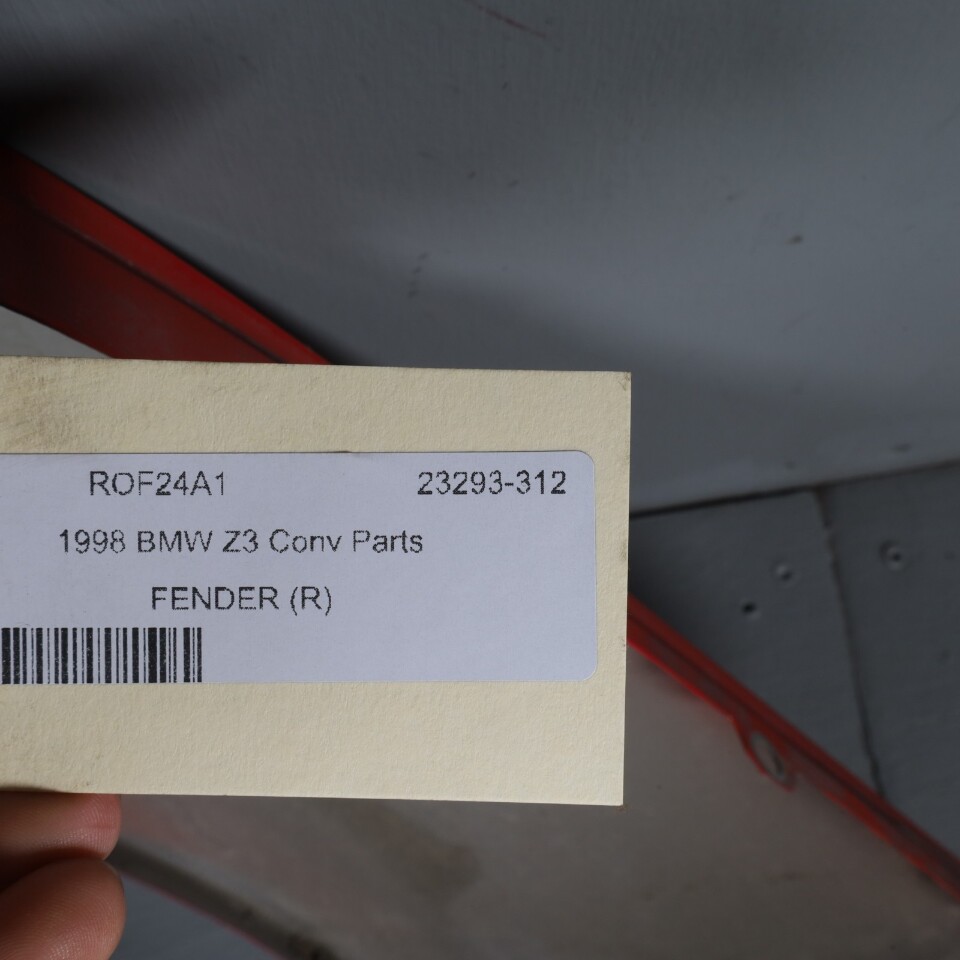 ROF24A1 23293-312
1998 BMW Z3 Conv Parts
FENDER (R)